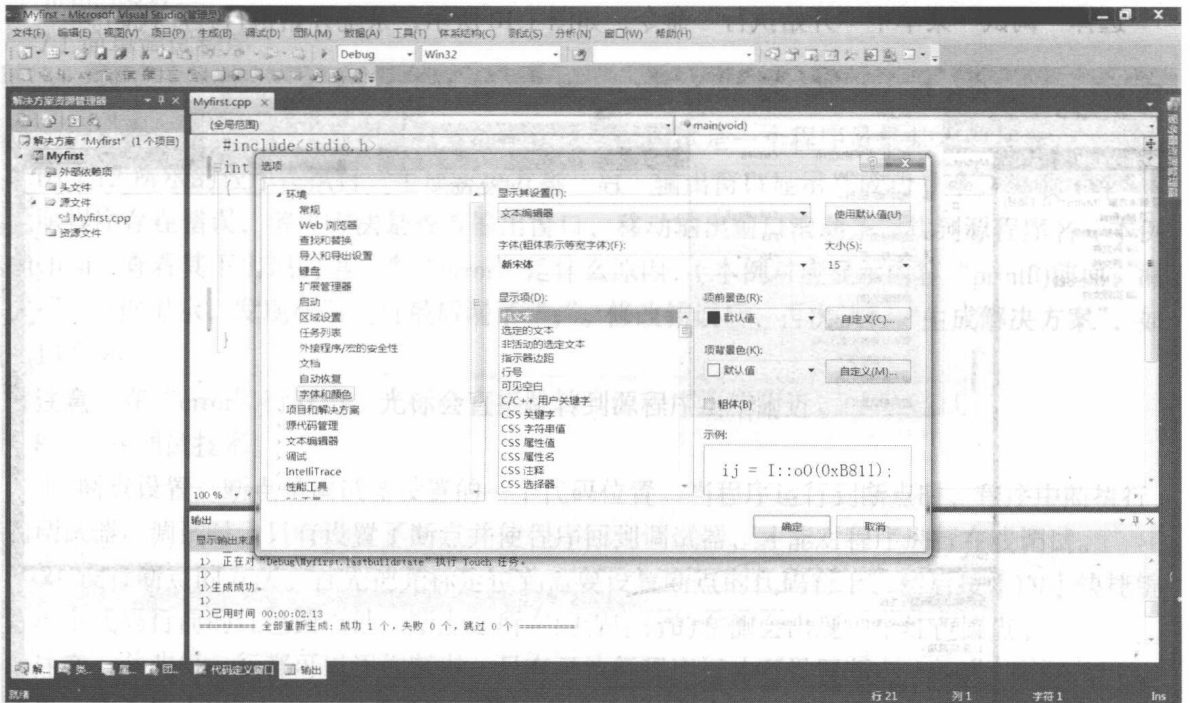 Myfirst - Microsoft Visual Studio(管理员)
文件(F) 编辑(E) 视图(V) 项目(P) 生成(B) 调试(D) 团队(M) 数据(A) 工具(T) 体系结构(C) 测试(S) 分析(N) 窗口(W) 帮助(H)
Debug Win32
解决方案资源管理器
解决方案 "Myfirst" (1 个项目)
Myfirst
外部依赖项
头文件
源文件
Myfirst.cpp
资源文件
Myfirst.cpp ×
(全局范围) main(void)
#include<stdio.h>
int
{
}
选项
环境
常规
Web 浏览器
查找和替换
导入和导出设置
键盘
扩展管理器
启动
区域设置
任务列表
外接程序/宏的安全性
文档
自动恢复
字体和颜色
项目和解决方案
源代码管理
文本编辑器
调试
IntelliTrace
性能工具
显示其设置(T):
文本编辑器 使用默认值(U)
字体(粗体表示等宽字体)(F): 大小(S):
新宋体 15
显示项(D):
纯文本
选定的文本
非活动的选定文本
指示器边距
行号
可见空白
C/C++ 用户关键字
CSS 关键字
CSS 字符串值
CSS 属性值
CSS 属性名
CSS 注释
CSS 选择器
项前景色(R):
默认值 自定义(C)...
项背景色(K):
默认值 自定义(M)...
粗体(B)
示例:
ij = I::oO(0xB81l);
确定 取消
100 %
输出
显示输出来源
1> 正在对 "Debug\Myfirst.lastbuildstate" 执行 Touch 任务。
1>
1>生成成功。
1>
1>已用时间 00:00:02.13
========== 全部重新生成: 成功 1 个，失败 0 个，跳过 0 个 ==========
解... 类... 属... 团... 代码定义窗口 输出
就绪 行 21 列 1 字符 1 Ins